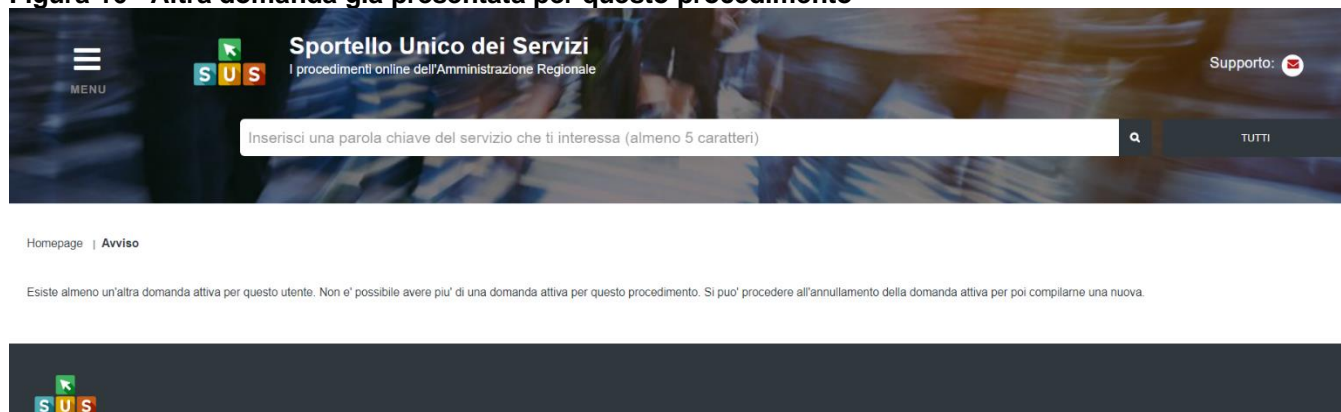 Figura 10 - Altra domanda già presentata per questo procedimento
Sportello Unico dei Servizi
I procedimenti online dell'Amministrazione Regionale
MENU
SUS
Supporto:
Inserisci una parola chiave del servizio che ti interessa (almeno 5 caratteri)
TUTTI
Homepage | Avviso
Esiste almeno un'altra domanda attiva per questo utente. Non e' possibile avere piu' di una domanda attiva per questo procedimento. Si puo' procedere all'annullamento della domanda attiva per poi compilarne una nuova.
SUS